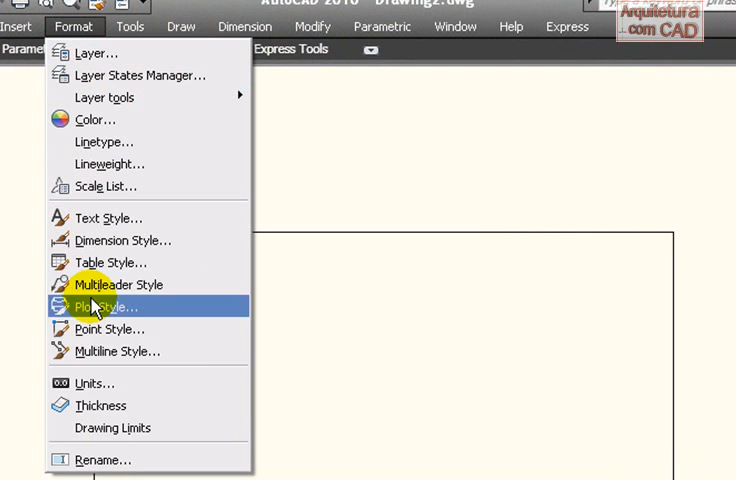 AutoCAD 2010 Drawing2.dwg
Insert Format Tools Draw Dimension Modify Parametric Window Help Express
Express Tools
Arquitetura
com CAD
Layer...
Layer States Manager...
Layer tools
Color...
Linetype...
Lineweight...
Scale List...
Text Style...
Dimension Style...
Table Style...
Multileader Style
Plot Style...
Point Style...
Multiline Style...
0.0 Units...
Thickness
Drawing Limits
Rename...